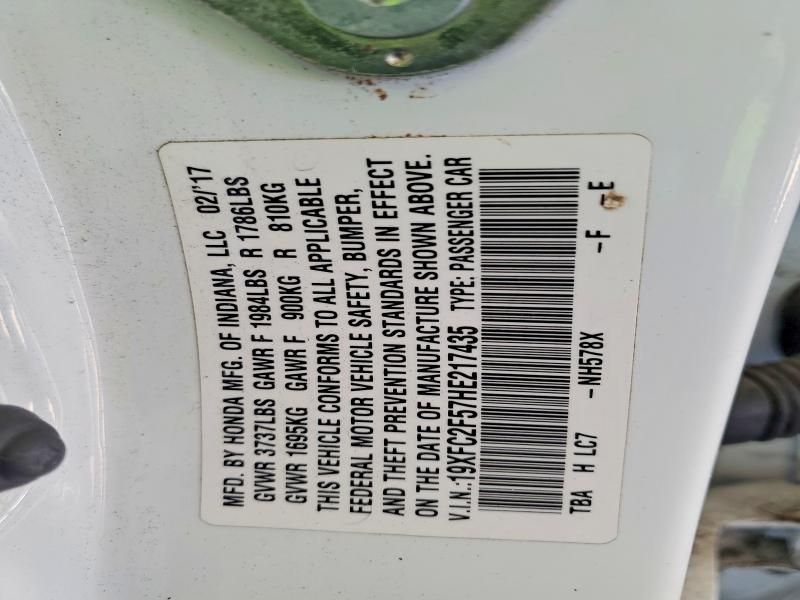 MFD. BY HONDA MFG. OF INDIANA, LLC 02/'17
GVWR 3737LBS GAWR F 1984LBS R 1786LBS
GVWR 1695KG GAWR F 900KG R 810KG
THIS VEHICLE CONFORMS TO ALL APPLICABLE
FEDERAL MOTOR VEHICLE SAFETY, BUMPER,
AND THEFT PREVENTION STANDARDS IN EFFECT
ON THE DATE OF MANUFACTURE SHOWN ABOVE.
V.I.N.:19XFC2F57HE217435 TYPE: PASSENGER CAR
TBA H LC7 -NH578X -F -E